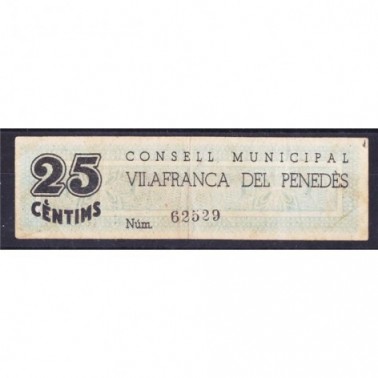 25
CÈNTIMS
CONSELL MUNICIPAL
VILAFRANCA DEL PENEDÈS
Núm. 62529